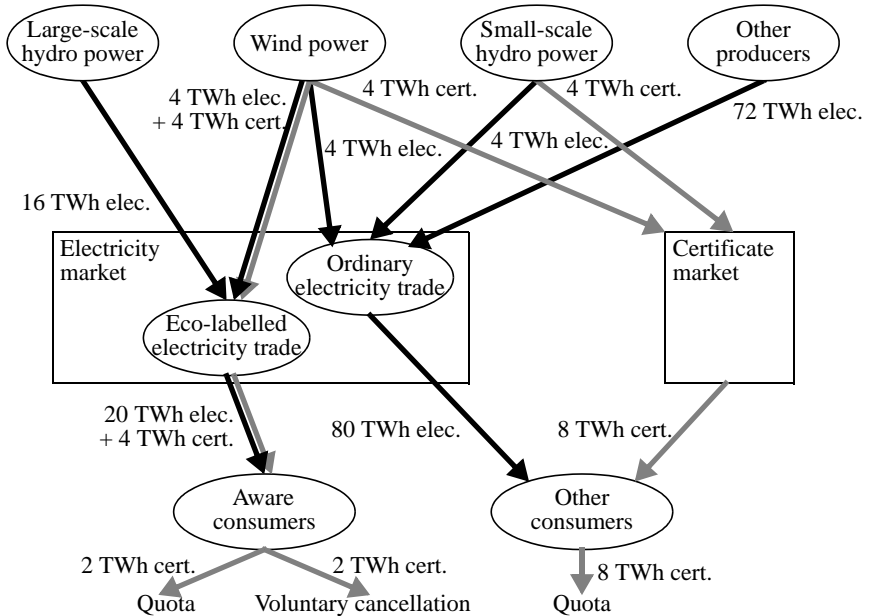 Large-scale
hydro power
Wind power
Small-scale
hydro power
Other
producers
4 TWh elec.
+ 4 TWh cert.
4 TWh cert.
4 TWh cert.
72 TWh elec.
4 TWh elec.
4 TWh elec.
16 TWh elec.
Electricity
market
Ordinary
electricity trade
Certificate
market
Eco-labelled
electricity trade
20 TWh elec.
+ 4 TWh cert.
80 TWh elec.
8 TWh cert.
Aware
consumers
Other
consumers
2 TWh cert.
2 TWh cert.
8 TWh cert.
Quota
Voluntary cancellation
Quota